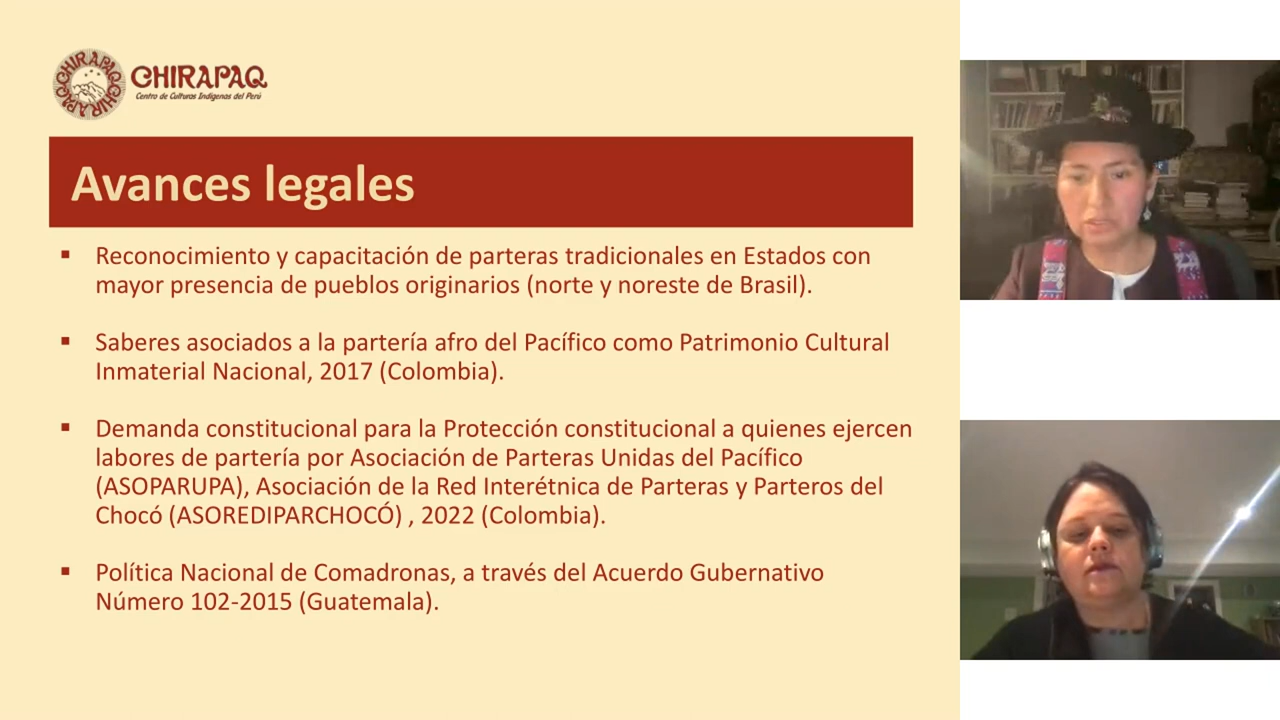 CHIRAPAQ
Centro de Culturas Indígenas del Perú
Avances legales
▪ Reconocimiento y capacitación de parteras tradicionales en Estados con
mayor presencia de pueblos originarios (norte y noreste de Brasil).
▪ Saberes asociados a la partería afro del Pacífico como Patrimonio Cultural
Inmaterial Nacional, 2017 (Colombia).
▪ Demanda constitucional para la Protección constitucional a quienes ejercen
labores de partería por Asociación de Parteras Unidas del Pacífico
(ASOPARUPA), Asociación de la Red Interétnica de Parteras y Parteros del
Chocó (ASOREDIPARCHOCÓ) , 2022 (Colombia).
▪ Política Nacional de Comadronas, a través del Acuerdo Gubernativo
Número 102-2015 (Guatemala).